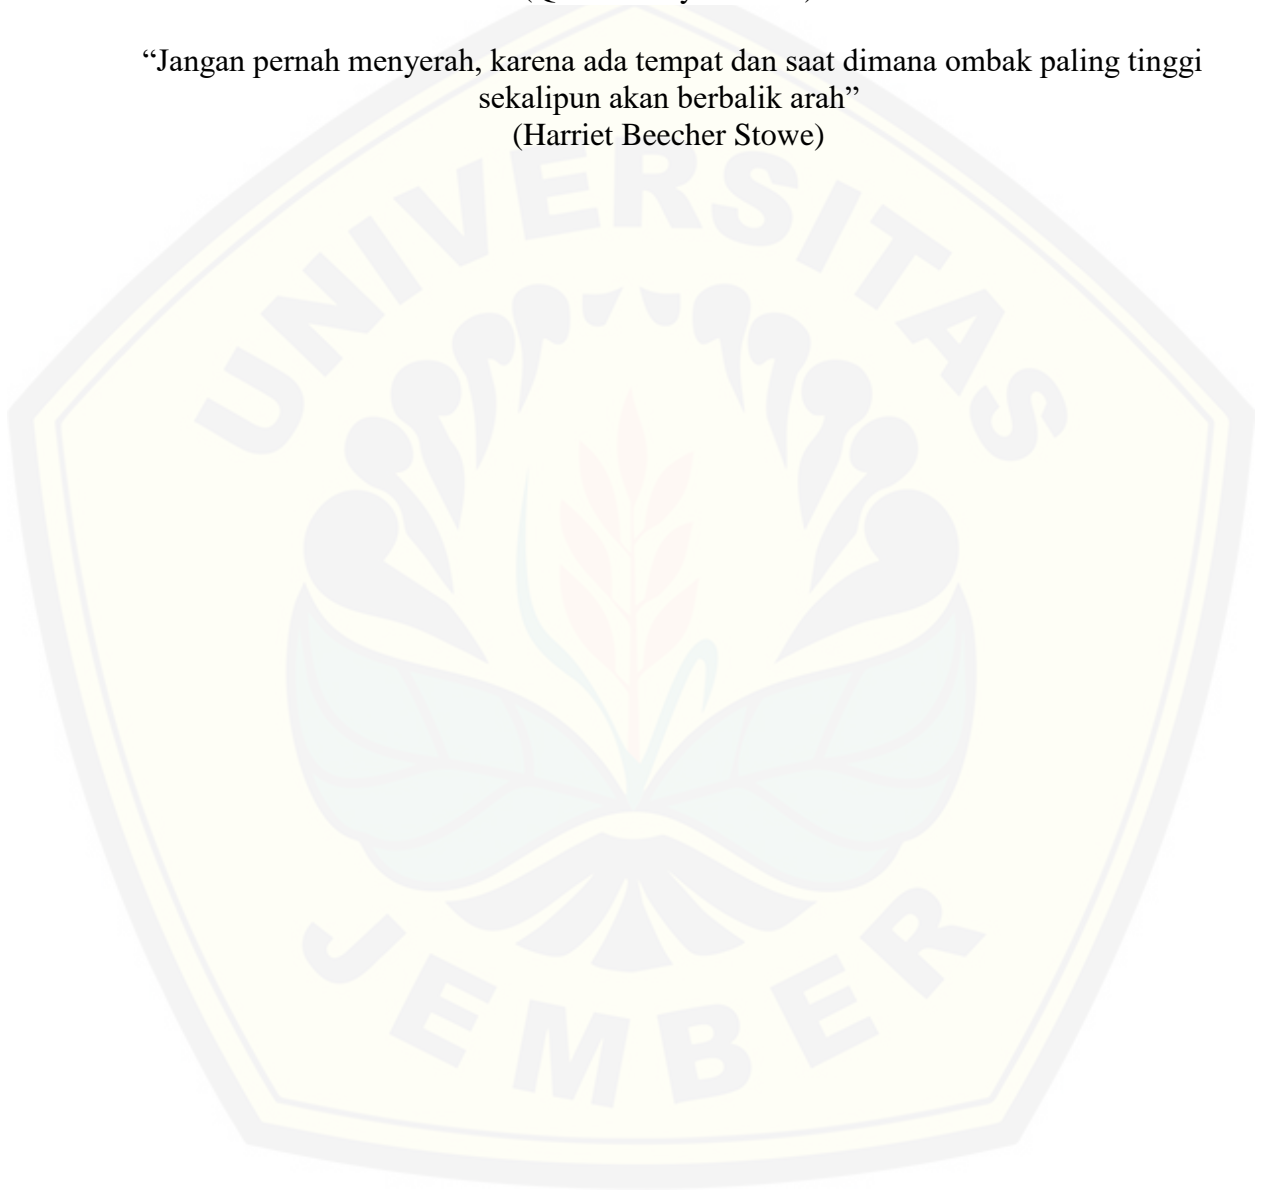 “Jangan pernah menyerah, karena ada tempat dan saat dimana ombak paling tinggi
sekalipun akan berbalik arah”
(Harriet Beecher Stowe)
UNIVERSITAS
JEMBER